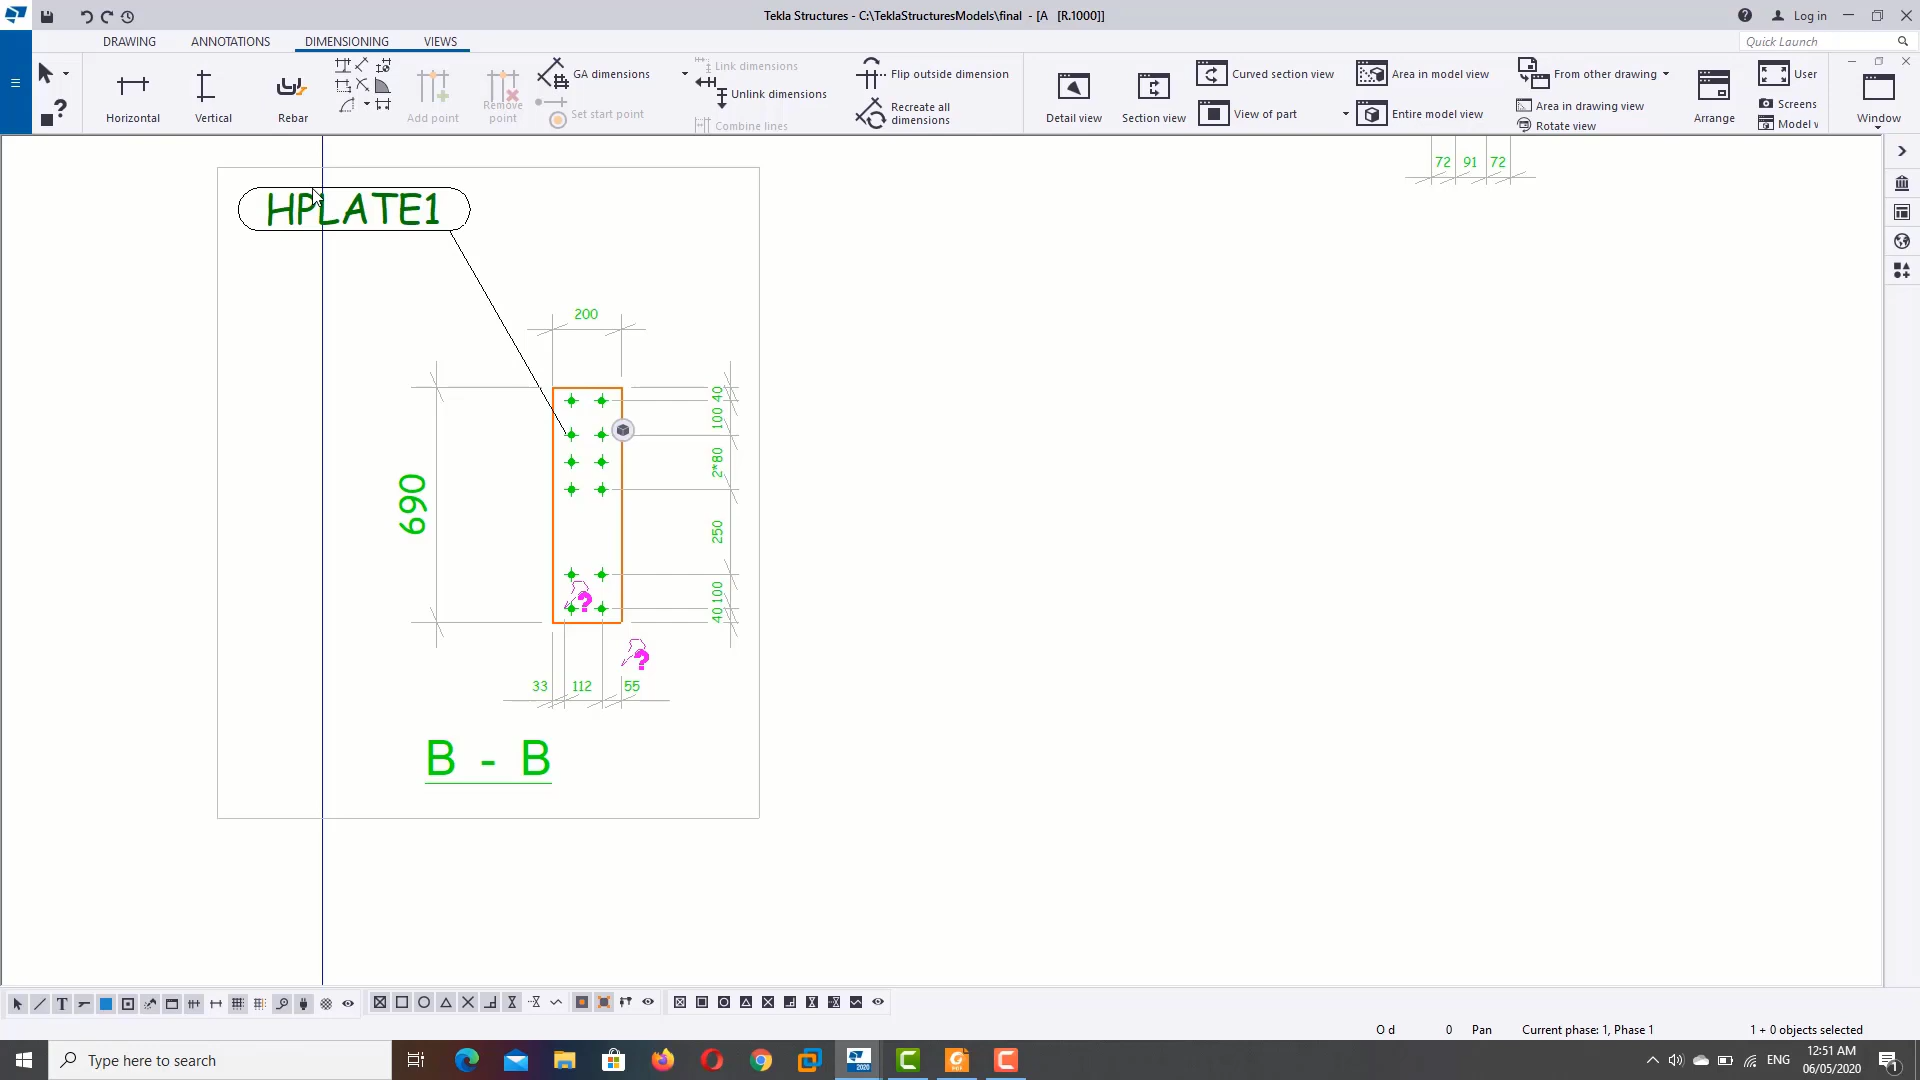 Tekla Structures - C:\TeklaStructuresModels\final - [A [R.1000]]
Log in
DRAWING ANNOTATIONS DIMENSIONING VIEWS
Quick Launch
Horizontal
Vertical
Rebar
Add point
Remove point
GA dimensions
Set start point
Link dimensions
Unlink dimensions
Combine lines
Flip outside dimension
Recreate all dimensions
Detail view
Section view
Curved section view
View of part
Area in model view
Entire model view
From other drawing
Area in drawing view
Rotate view
Arrange
User
Screens
Model v
Window
72 91 72
HPLATE1
200
690
40
100
2*80
250
100
40
?
?
33 112 55
B - B
O d 0 Pan Current phase: 1, Phase 1 1 + 0 objects selected
Type here to search
2020
ENG
12:51 AM
06/05/2020
1